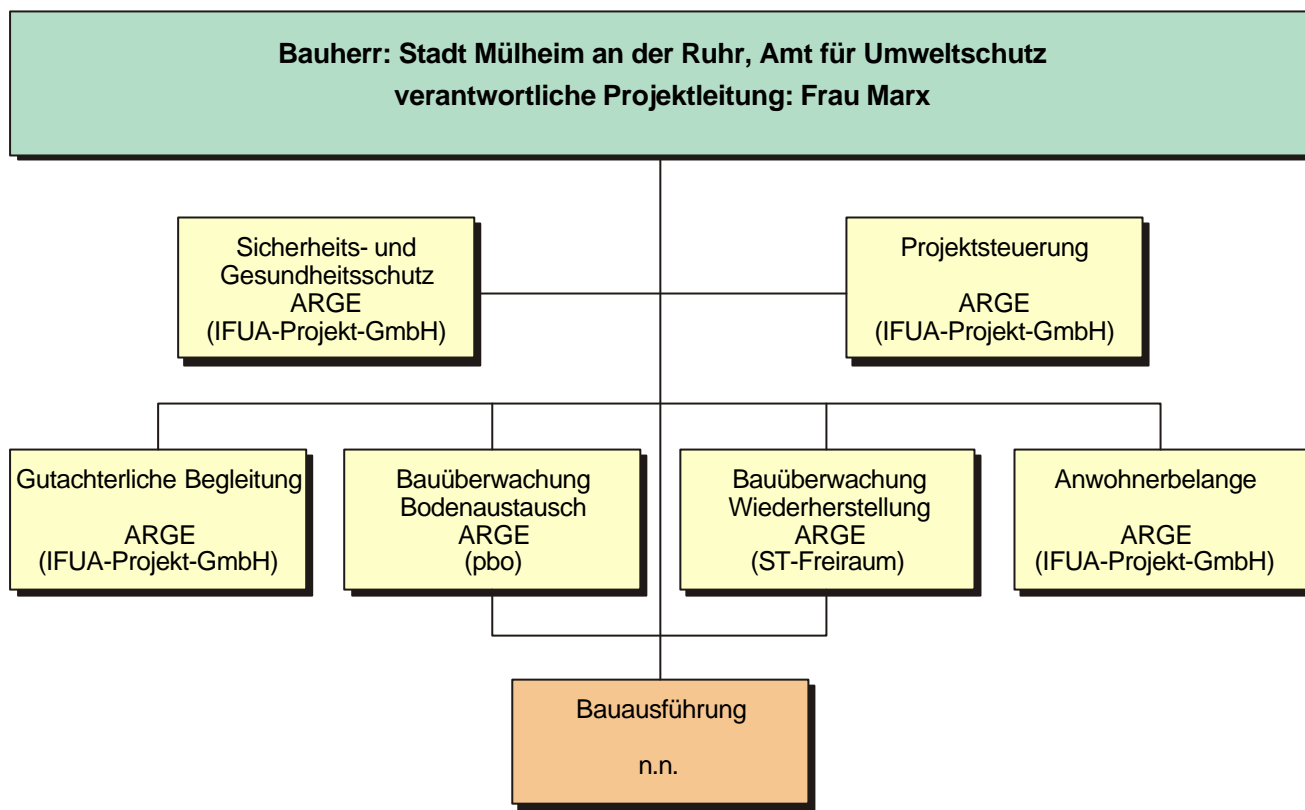 Bauherr: Stadt Mülheim an der Ruhr, Amt für Umweltschutz
verantwortliche Projektleitung: Frau Marx
Sicherheits- und
Gesundheitsschutz
ARGE
(IFUA-Projekt-GmbH)
Projektsteuerung
ARGE
(IFUA-Projekt-GmbH)
Gutachterliche Begleitung
ARGE
(IFUA-Projekt-GmbH)
Bauüberwachung
Bodenaustausch
ARGE
(pbo)
Bauüberwachung
Wiederherstellung
ARGE
(ST-Freiraum)
Anwohnerbelange
ARGE
(IFUA-Projekt-GmbH)
Bauausführung
n.n.